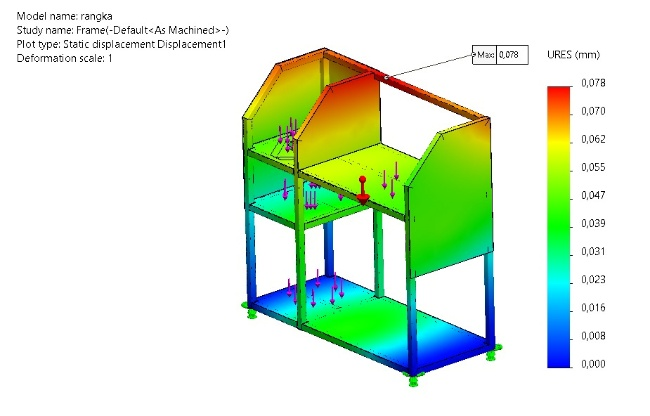 Model name: rangka
Study name: Frame(-Default<As Machined>-)
Plot type: Static displacement Displacement1
Deformation scale: 1
Max: 0,078
URES (mm)
0,078
0,070
0,062
0,055
0,047
0,039
0,031
0,023
0,016
0,008
0,000